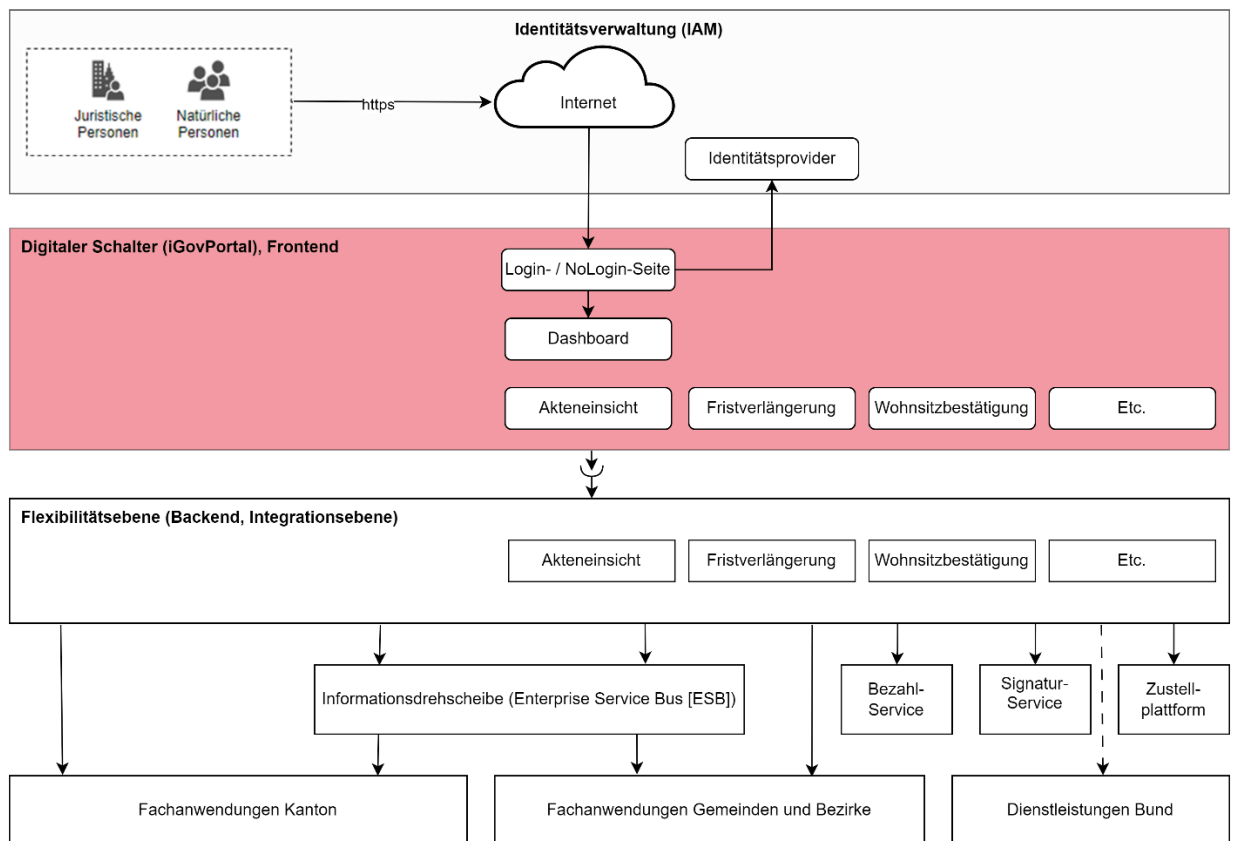 Identitätsverwaltung (IAM)
Juristische
Personen
Natürliche
Personen
https
Internet
Identitätsprovider
Digitaler Schalter (iGovPortal), Frontend
Login- / NoLogin-Seite
Dashboard
Akteneinsicht
Fristverlängerung
Wohnsitzbestätigung
Etc.
Flexibilitätsebene (Backend, Integrationsebene)
Akteneinsicht
Fristverlängerung
Wohnsitzbestätigung
Etc.
Informationsdrehscheibe (Enterprise Service Bus [ESB])
Bezahl-
Service
Signatur-
Service
Zustell-
plattform
Fachanwendungen Kanton
Fachanwendungen Gemeinden und Bezirke
Dienstleistungen Bund